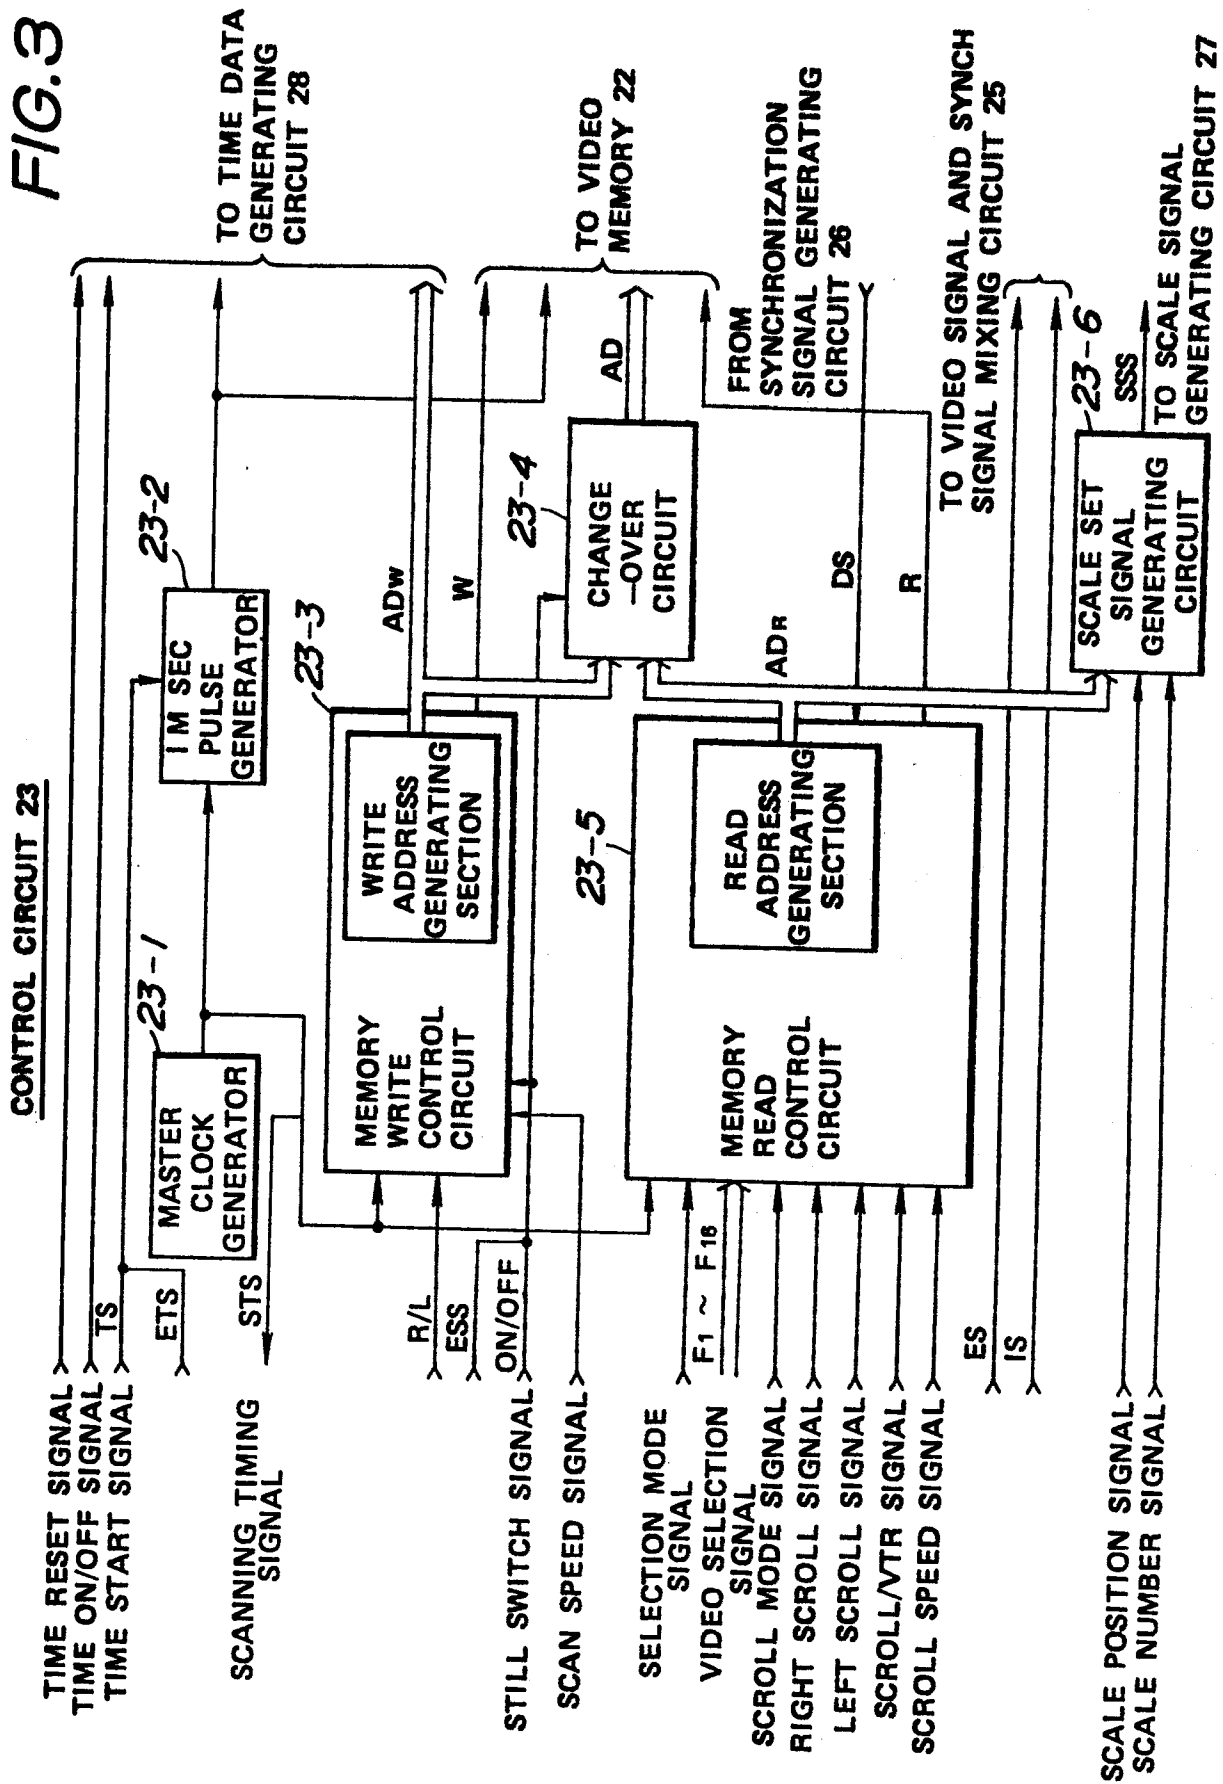 FIG.3
CONTROL CIRCUIT 23
TIME RESET SIGNAL
TIME ON/OFF SIGNAL
TIME START SIGNAL
TS
ETS
SCANNING TIMING
SIGNAL
STS
MASTER
CLOCK
GENERATOR
23-1
1 M SEC
PULSE
GENERATOR
23-2
TO TIME DATA
GENERATING
CIRCUIT 28
R/L
ESS
STILL SWITCH SIGNAL
ON/OFF
SCAN SPEED SIGNAL
MEMORY
WRITE
CONTROL
CIRCUIT
WRITE
ADDRESS
GENERATING
SECTION
23-3
ADW
W
CHANGE
-OVER
CIRCUIT
23-4
AD
TO VIDEO
MEMORY 22
SELECTION MODE
SIGNAL
VIDEO SELECTION
SIGNAL
F1 ~ F16
SCROLL MODE SIGNAL
RIGHT SCROLL SIGNAL
LEFT SCROLL SIGNAL
SCROLL/VTR SIGNAL
SCROLL SPEED SIGNAL
MEMORY
READ
CONTROL
CIRCUIT
READ
ADDRESS
GENERATING
SECTION
23-5
ADR
DS
R
FROM
SYNCHRONIZATION
SIGNAL GENERATING
CIRCUIT 26
ES
IS
TO VIDEO SIGNAL AND SYNCH
SIGNAL MIXING CIRCUIT 25
SCALE POSITION SIGNAL
SCALE NUMBER SIGNAL
SCALE SET
SIGNAL
GENERATING
CIRCUIT
23-6
SSS
TO SCALE SIGNAL
GENERATING CIRCUIT 27